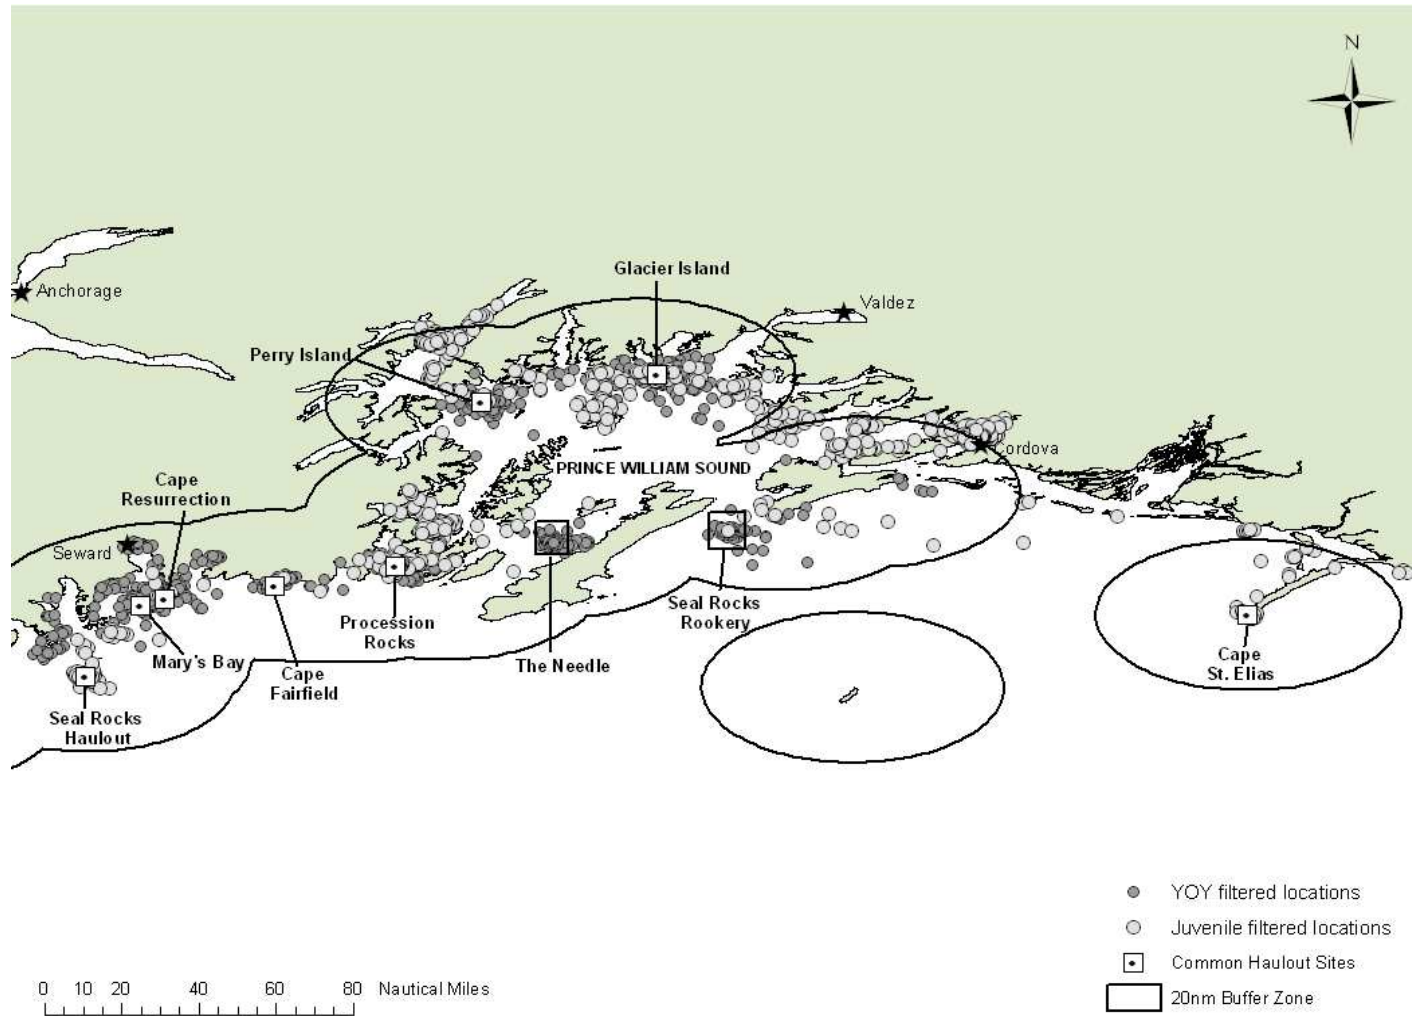 N
Glacier Island
Anchorage
Valdez
Perry Island
Cordova
PRINCE WILLIAM SOUND
Cape
Resurrection
Seward
Seal Rocks
Rookery
Procession
Rocks
Mary's Bay
The Needle
Cape
Fairfield
Cape
St. Elias
Seal Rocks
Haulout
YOY filtered locations
Juvenile filtered locations
Common Haulout Sites
20nm Buffer Zone
0 10 20 40 60 80 Nautical Miles